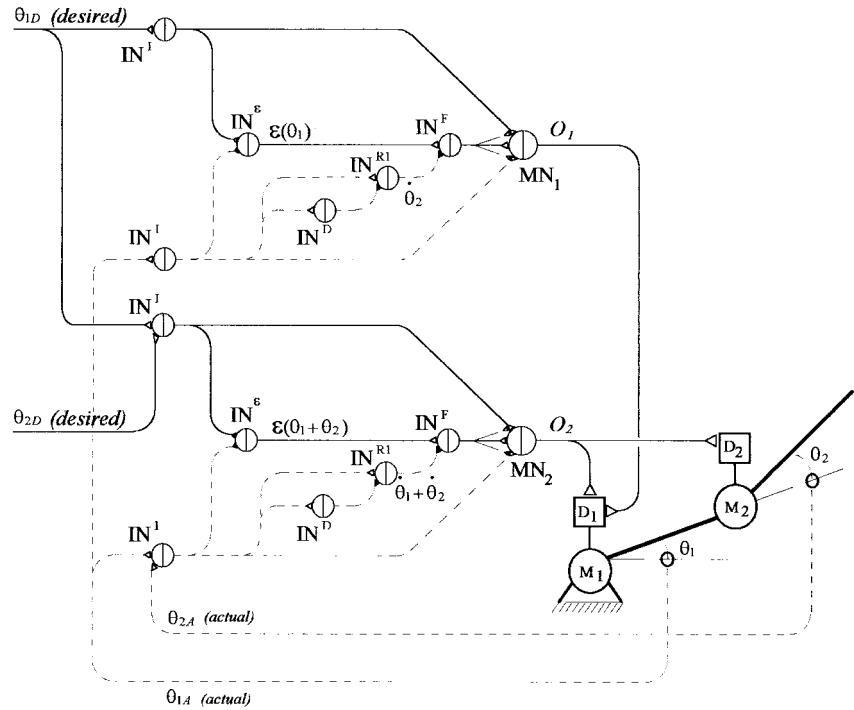 θ1D (desired)
IN^I
IN^ε
ε(θ1)
IN^F
O1
IN^R1
θ̇2
MN1
IN^D
IN^I
IN^I
θ2D (desired)
IN^ε
ε(θ1+θ2)
IN^F
O2
D2
θ2
IN^R1
θ̇1+θ̇2
MN2
IN^D
D1
M2
IN^I
θ1
M1
θ2A (actual)
θ1A (actual)